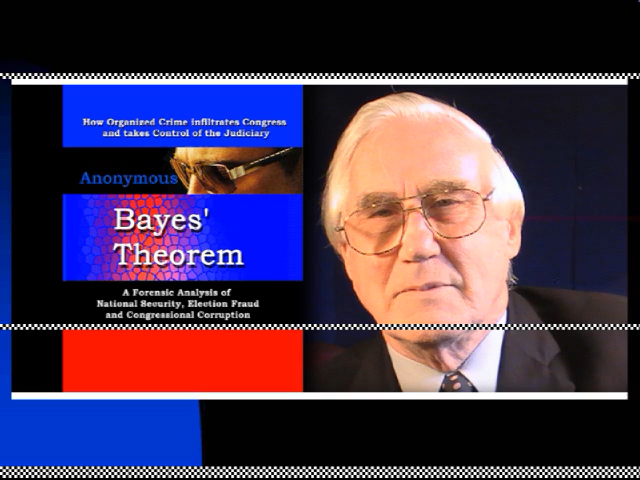 How Organized Crime infiltrates Congress
and takes Control of the Judiciary
Anonymous
Bayes'
Theorem
A Forensic Analysis of
National Security, Election Fraud
and Congressional Corruption